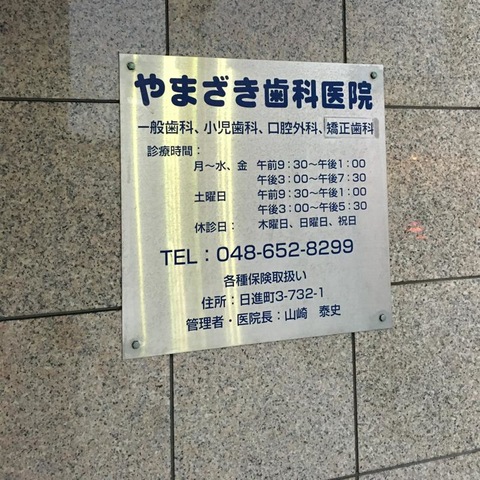 やまざき歯科医院
一般歯科、小児歯科、口腔外科、矯正歯科
診療時間：
月～水、金 午前9：30～午後1：00
午後3：00～午後7：30
土曜日 午前9：30～午後1：00
午後3：00～午後5：30
休診日： 木曜日、日曜日、祝日
TEL：048-652-8299
各種保険取扱い
住所：日進町3-732-1
管理者・医院長：山崎 泰史